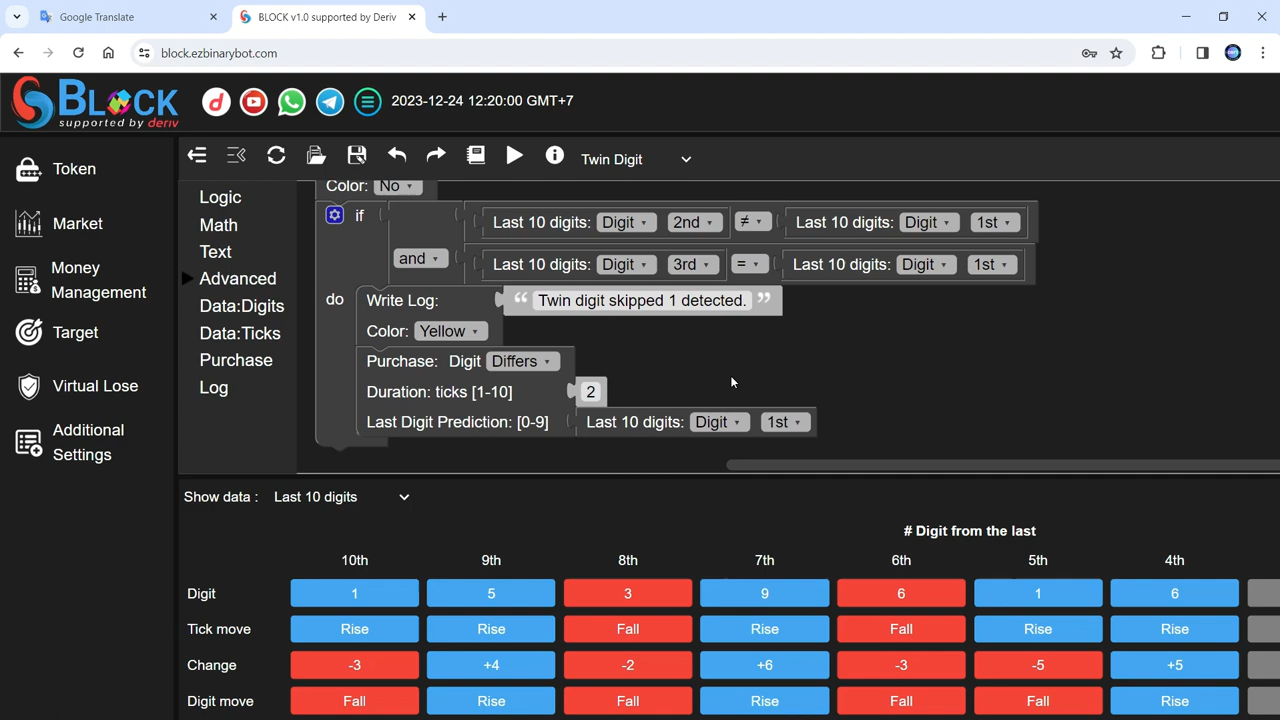 Google Translate
BLOCK v1.0 supported by Deriv
block.ezbinarybot.com
BLOCK
supported by deriv
2023-12-24 12:20:00 GMT+7
Token
Market
Money
Management
Target
Virtual Lose
Additional
Settings
Twin Digit
Logic
Math
Text
Advanced
Data:Digits
Data:Ticks
Purchase
Log
Color: No
if Last 10 digits: Digit 2nd ≠ Last 10 digits: Digit 1st
and Last 10 digits: Digit 3rd = Last 10 digits: Digit 1st
do Write Log: “ Twin digit skipped 1 detected. ”
Color: Yellow
Purchase: Digit Differs
Duration: ticks [1-10] 2
Last Digit Prediction: [0-9] Last 10 digits: Digit 1st
Show data : Last 10 digits
# Digit from the last
10th 9th 8th 7th 6th 5th 4th
Digit 1 5 3 9 6 1 6
Tick move Rise Rise Fall Rise Fall Rise Rise
Change -3 +4 -2 +6 -3 -5 +5
Digit move Fall Rise Fall Rise Fall Fall Rise